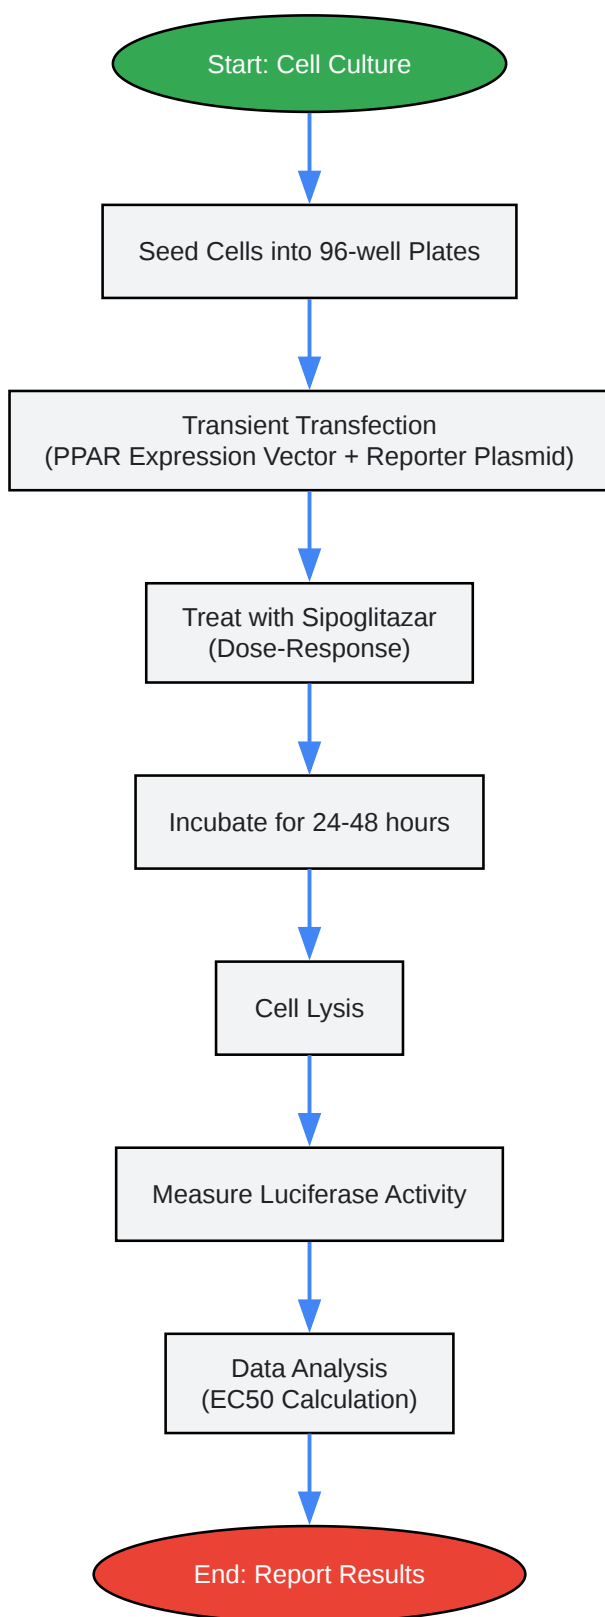 Start: Cell Culture
Seed Cells into 96-well Plates
Transient Transfection
(PPAR Expression Vector + Reporter Plasmid)
Treat with Sipoglitazar
(Dose-Response)
Incubate for 24-48 hours
Cell Lysis
Measure Luciferase Activity
Data Analysis
(EC50 Calculation)
End: Report Results